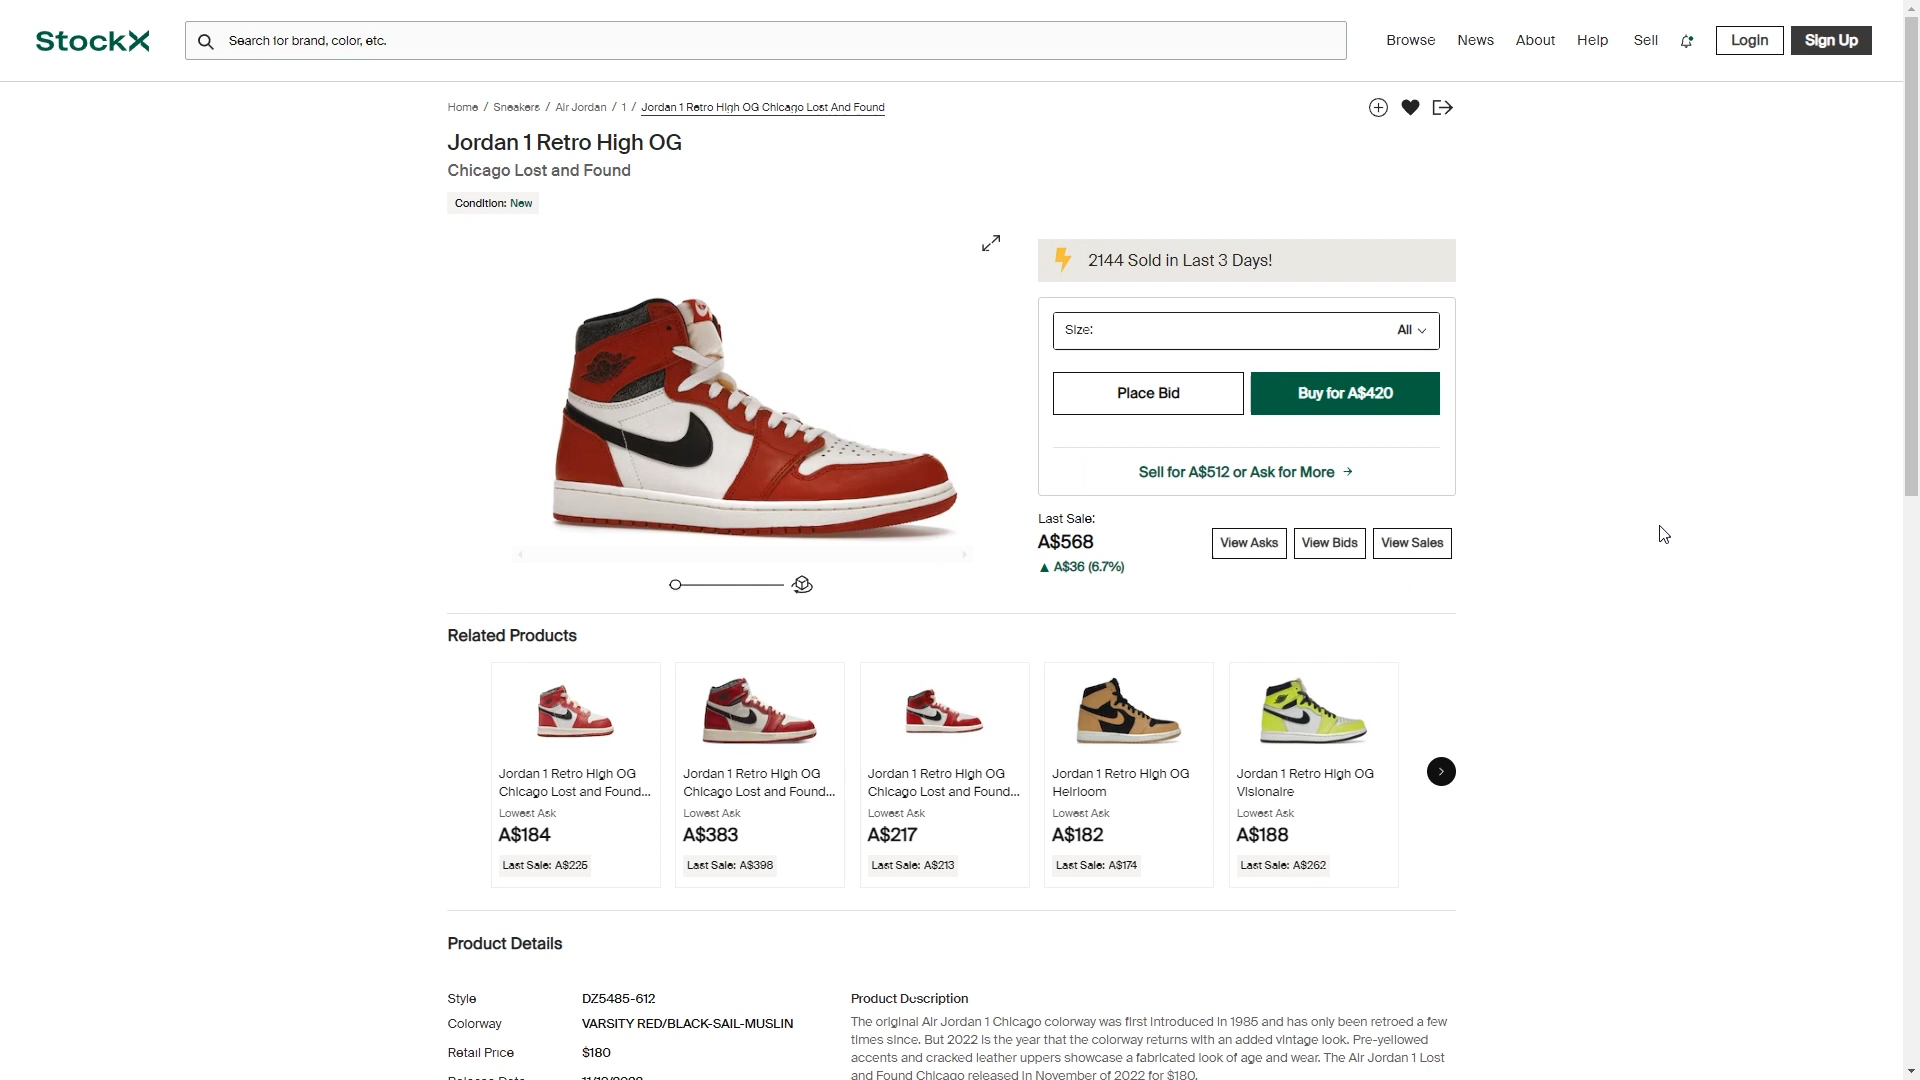 StockX
Search for brand, color, etc.
Browse News About Help Sell Login Sign Up
Home / Sneakers / Air Jordan / 1 / Jordan 1 Retro High OG Chicago Lost And Found
Jordan 1 Retro High OG
Chicago Lost and Found
Condition: New
2144 Sold in Last 3 Days!
Size: All
Place Bid Buy for A$420
Sell for A$512 or Ask for More →
Last Sale:
A$568
▲ A$36 (6.7%)
View Asks View Bids View Sales
Related Products
Jordan 1 Retro High OG
Chicago Lost and Found...
Lowest Ask
A$184
Last Sale: A$225
Jordan 1 Retro High OG
Chicago Lost and Found...
Lowest Ask
A$383
Last Sale: A$398
Jordan 1 Retro High OG
Chicago Lost and Found...
Lowest Ask
A$217
Last Sale: A$213
Jordan 1 Retro High OG
Heirloom
Lowest Ask
A$182
Last Sale: A$174
Jordan 1 Retro High OG
Visionaire
Lowest Ask
A$188
Last Sale: A$262
Product Details
Style DZ5485-612
Colorway VARSITY RED/BLACK-SAIL-MUSLIN
Retail Price $180
Product Description
The original Air Jordan 1 Chicago colorway was first introduced in 1985 and has only been retroed a few
times since. But 2022 is the year that the colorway returns with an added vintage look. Pre-yellowed
accents and cracked leather uppers showcase a fabricated look of age and wear. The Air Jordan 1 Lost
and Found Chicago released in November of 2022 for $180.